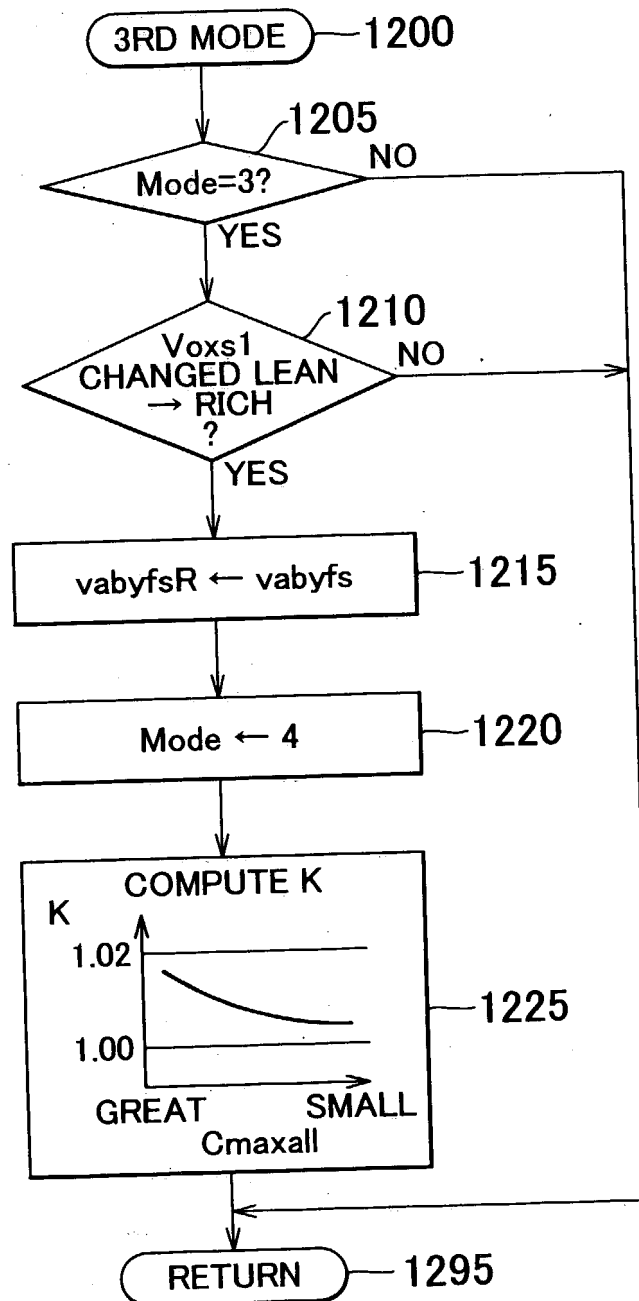 3RD MODE
1200
1205
Mode=3?
NO
YES
1210
Voxs1
CHANGED LEAN
→ RICH
?
NO
YES
vabyfsR ← vabyfs
1215
Mode ← 4
1220
COMPUTE K
K
1.02
1.00
1225
GREAT
SMALL
Cmaxall
RETURN
1295